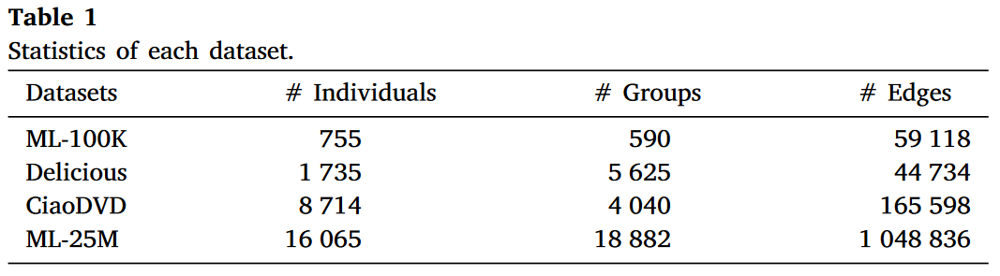 Table 1
Statistics of each dataset.
Datasets # Individuals # Groups # Edges
ML-100K 755 590 59 118
Delicious 1 735 5 625 44 734
CiaoDVD 8 714 4 040 165 598
ML-25M 16 065 18 882 1 048 836